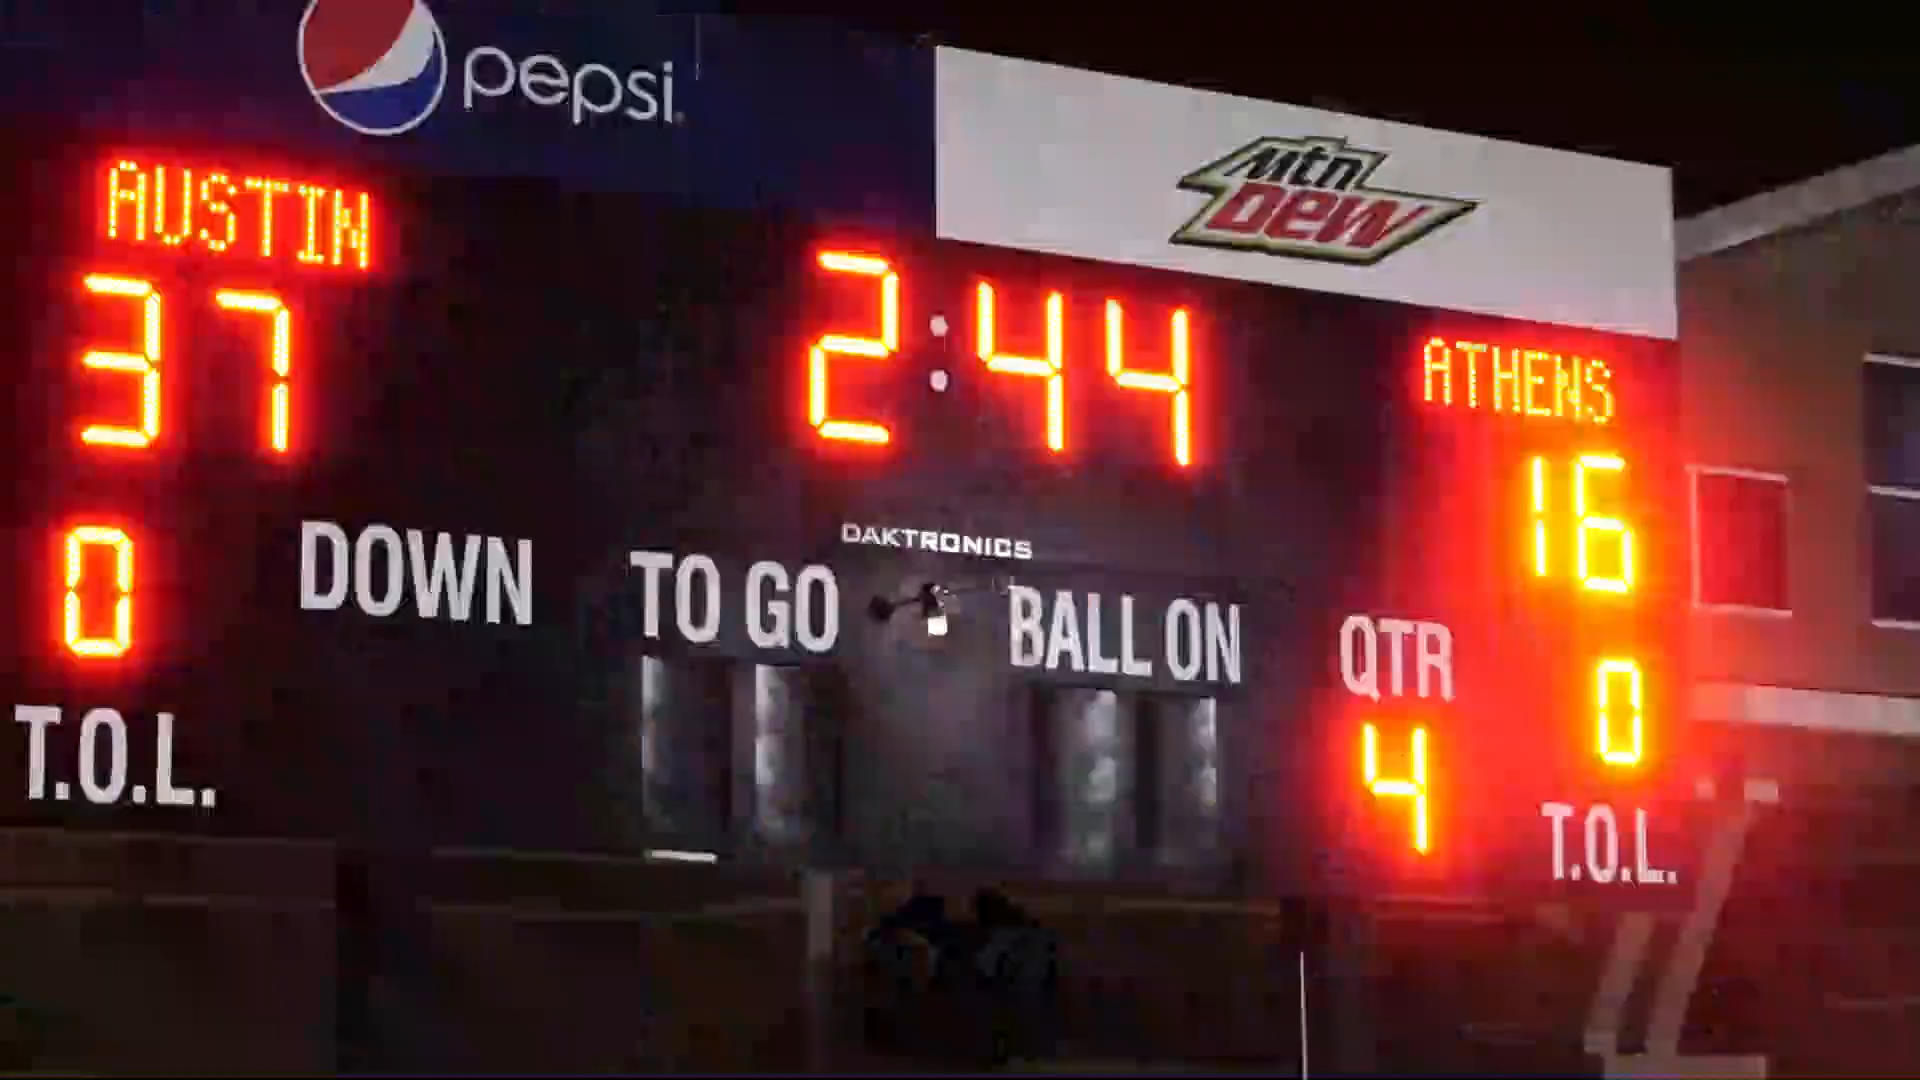 pepsi.
Mtn
Dew
AUSTIN
37
2:44
ATHENS
16
DAKTRONICS
0
DOWN
TO GO
BALL ON
QTR
4
0
T.O.L.
T.O.L.